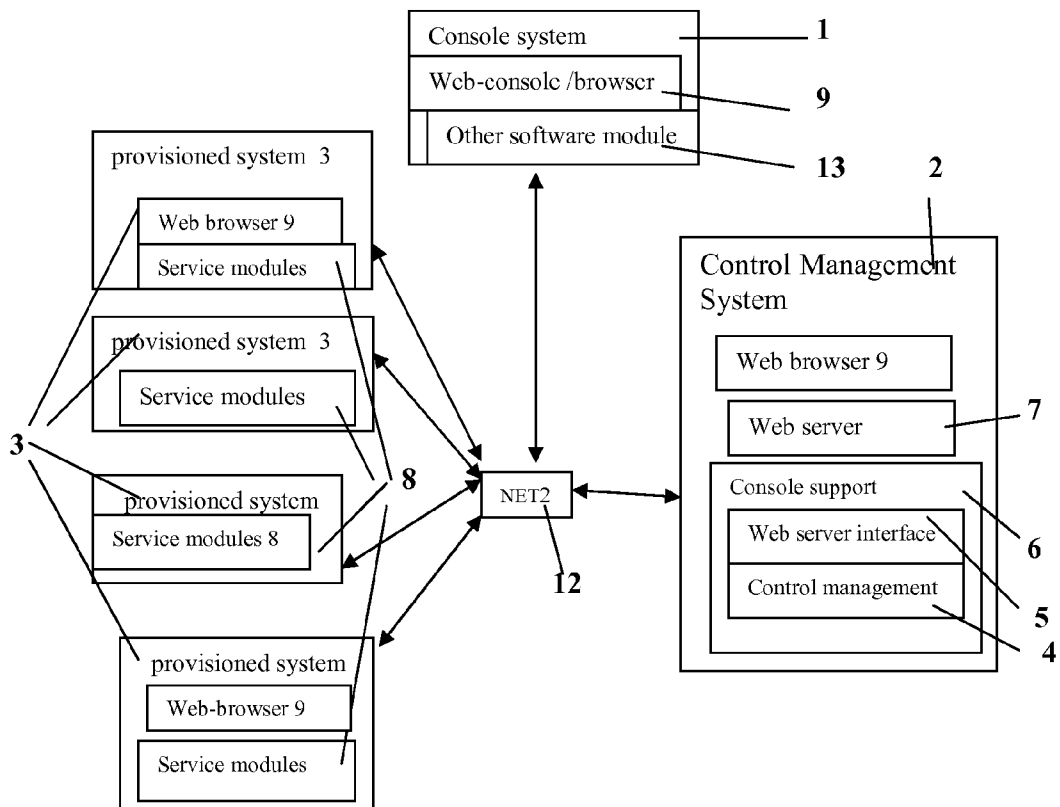 Console system
1
Web-console /browser
9
Other software module
13
provisioned system 3
Web browser 9
Service modules
provisioned system 3
Service modules
3
8
provisioned system
Service modules 8
provisioned system
Web-browser 9
Service modules
NET2
12
2
Control Management
System
Web browser 9
7
Web server
Console support
6
Web server interface
5
Control management
4